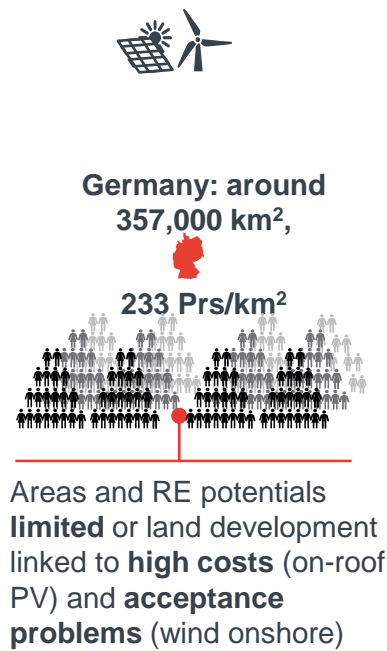 Germany: around
357,000 km²,
233 Prs/km²
Areas and RE potentials
limited or land development
linked to high costs (on-roof
PV) and acceptance
problems (wind onshore)